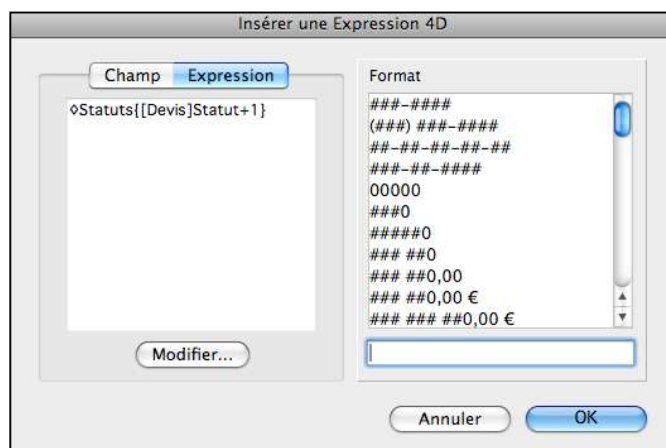 Insérer une Expression 4D
Champ Expression
◊Statuts{[Devis]Statut+1}
Modifier...
Format
###-####
(###) ###-####
##-##-##-##-##
###-##-####
00000
###0
#####0
### ##0
### ##0,00
### ##0,00 €
### ### ##0,00 €
Annuler OK